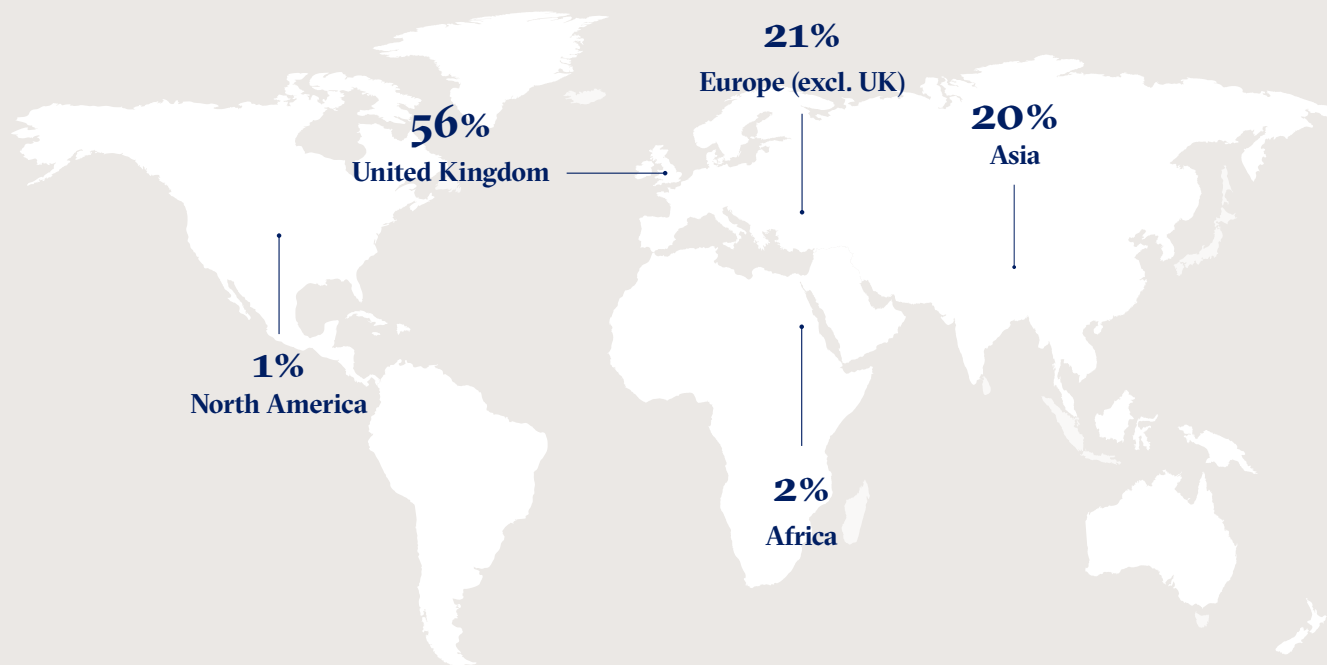 21%
Europe (excl. UK)
56%
United Kingdom
20%
Asia
1%
North America
2%
Africa